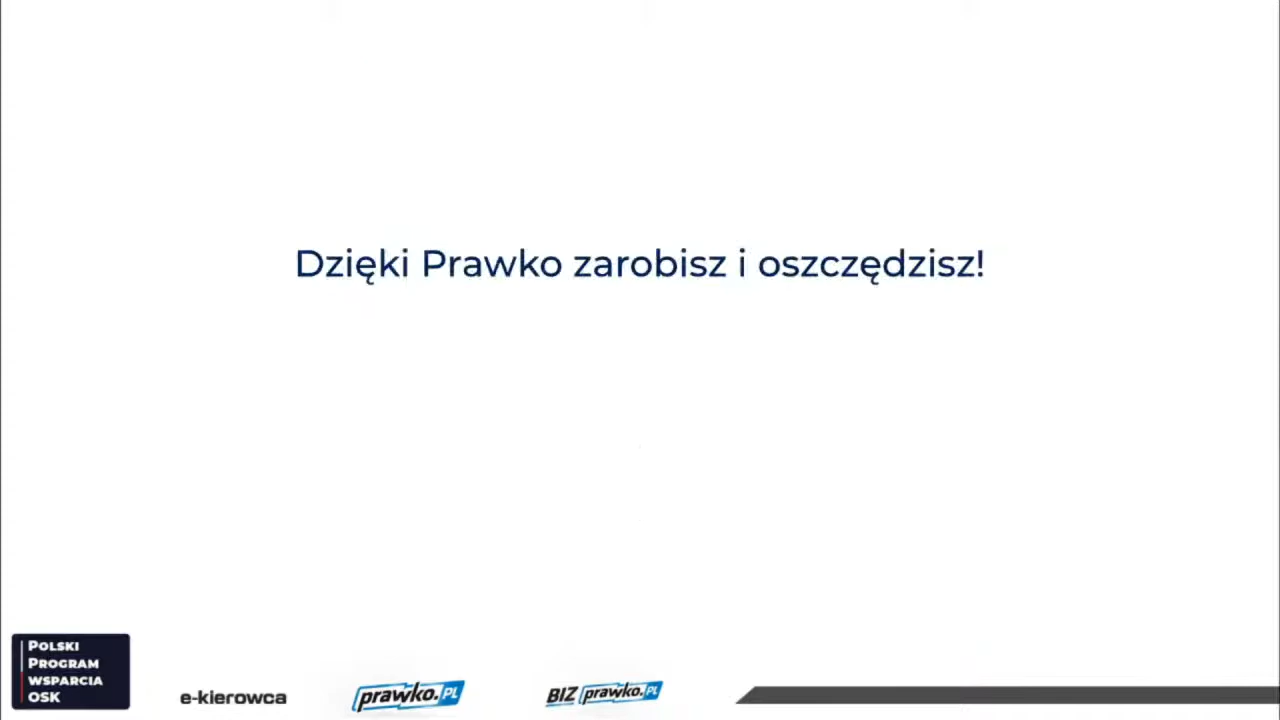 Dzięki Prawko zarobisz i oszczędzisz!
POLSKI
PROGRAM
WSPARCIA
OSK
e-kierowca
prawko.PL
BIZ prawko.PL